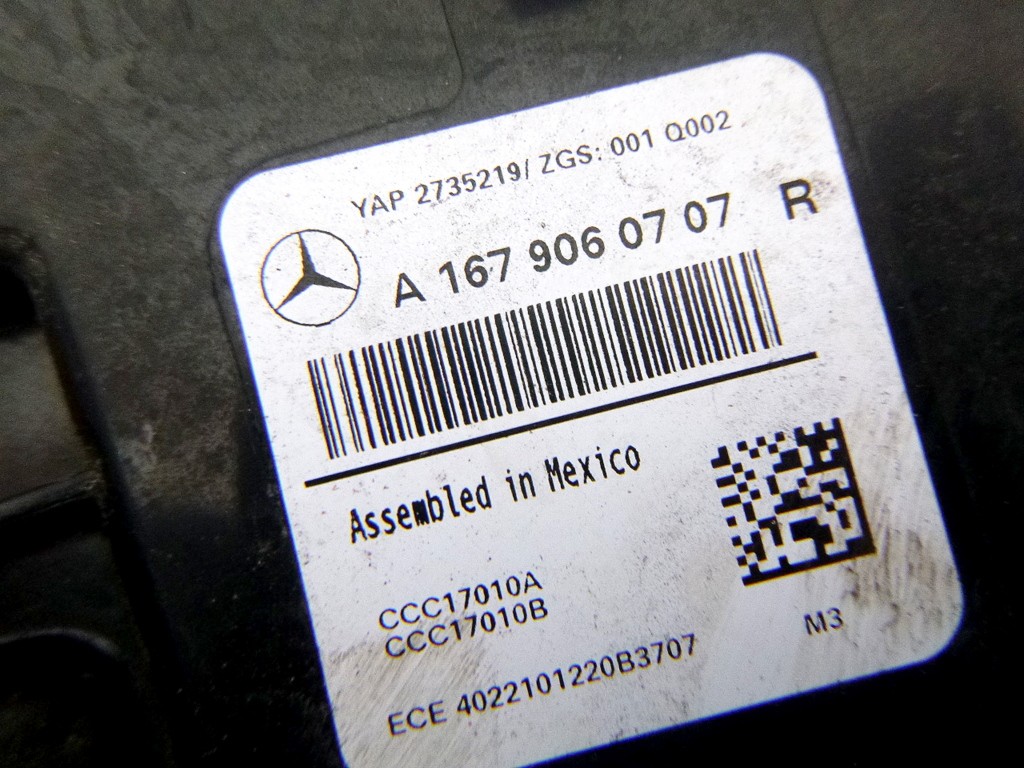 YAP 2735219/ ZGS: 001 Q002
A 167 906 07 07 R
Assembled in Mexico
CCC17010A
CCC17010B
M3
ECE 4022101220B3707